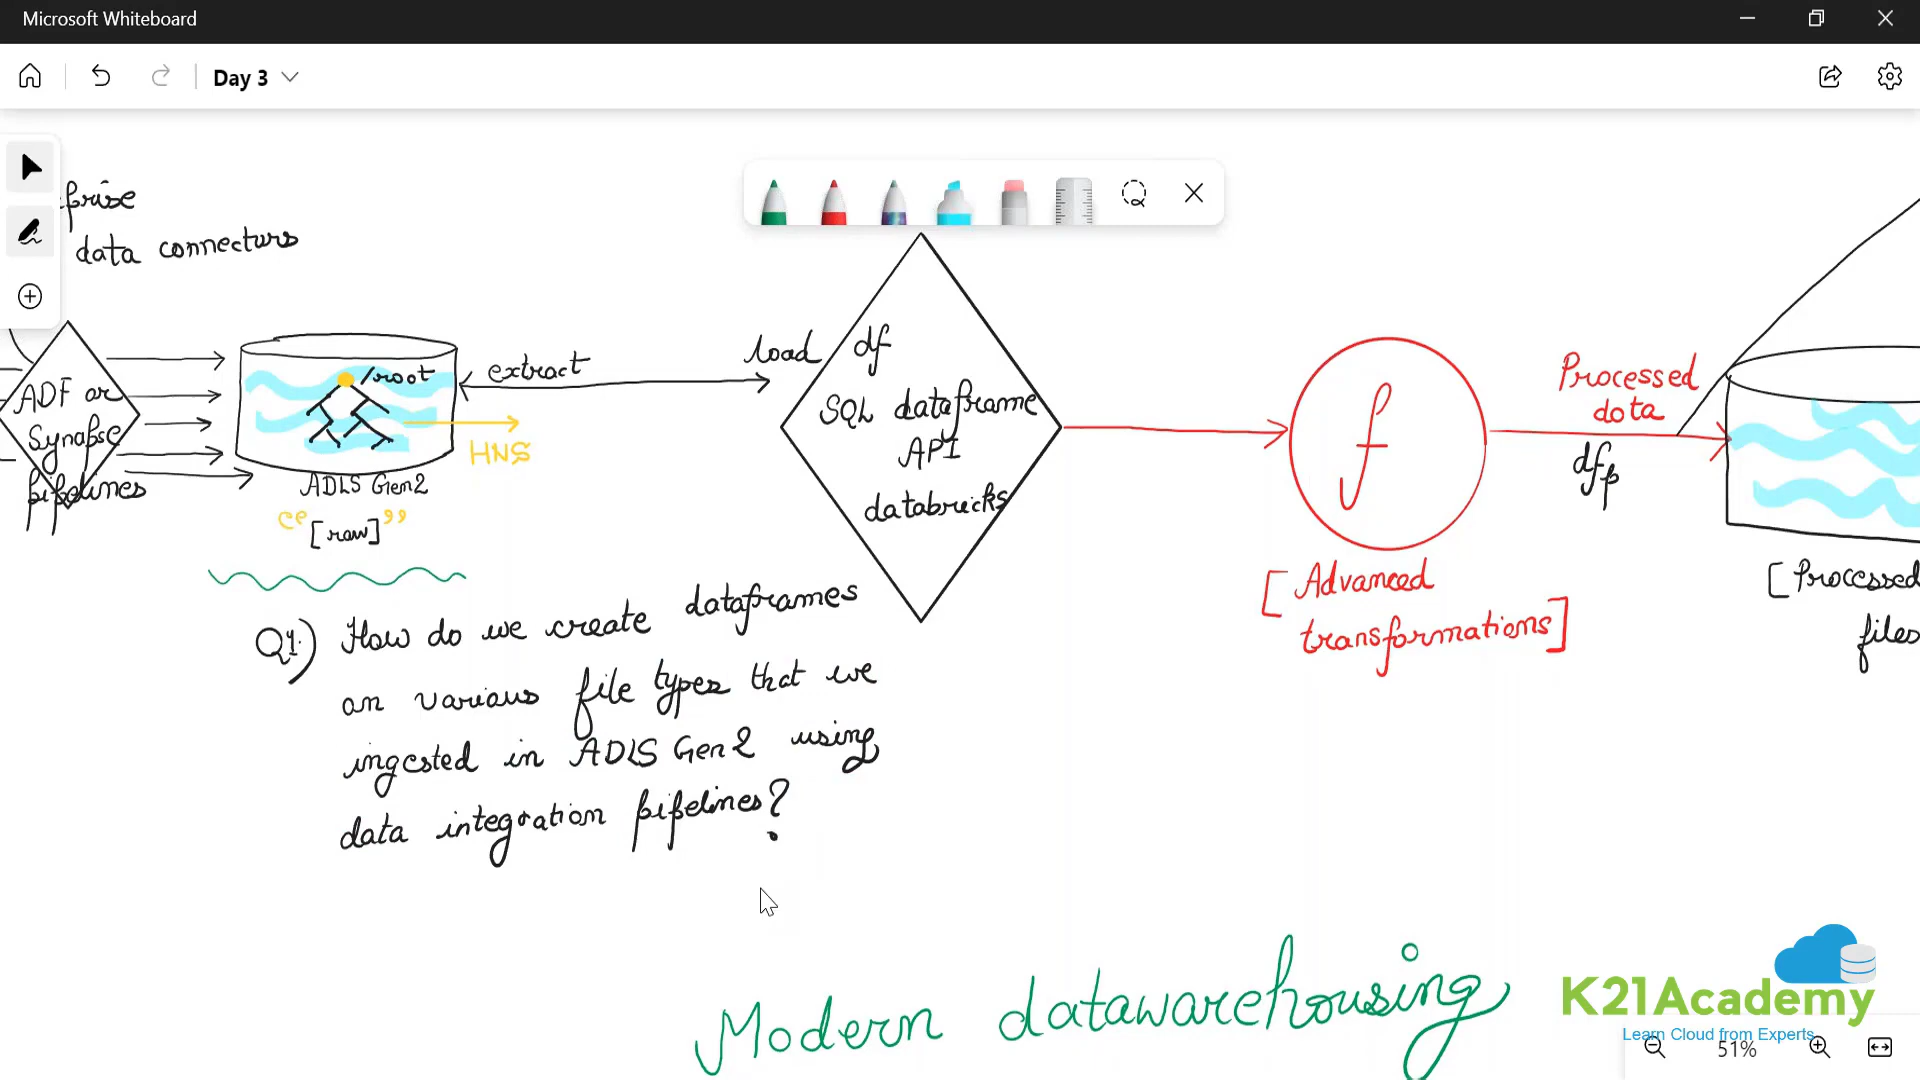 Microsoft Whiteboard
Day 3
prise
data connectors
ADF or
Synapse
pipelines
/root
HNS
ADLS Gen2
“[raw]”
extract
load
df
SQL dataframe
API
databricks
f
[Advanced
transformations]
Processed
data
dfp
[Processed
files
Q1.) How do we create dataframes
on various file types that we
ingested in ADLS Gen2 using
data integration pipelines?
Modern datawarehousing
K21Academy
Learn Cloud from Experts
51%